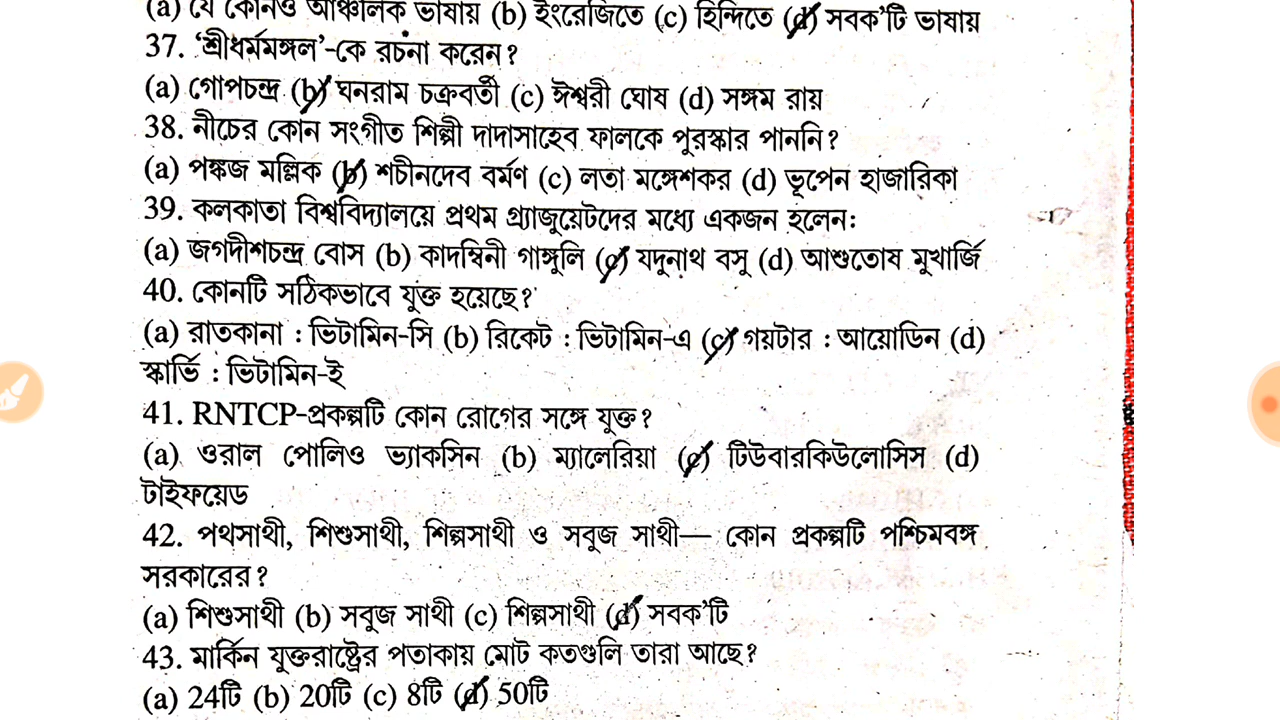 (a) যে কোনও আঞ্চলিক ভাষায় (b) ইংরেজিতে (c) হিন্দিতে (d) সবক'টি ভাষায়
37. ‘শ্রীধর্মমঙ্গল’-কে রচনা করেন?
(a) গোপচন্দ্র (b) ঘনরাম চক্রবর্তী (c) ঈশ্বরী ঘোষ (d) সঙ্গম রায়
38. নীচের কোন সংগীত শিল্পী দাদাসাহেব ফালকে পুরস্কার পাননি?
(a) পঙ্কজ মল্লিক (b) শচীনদেব বর্মণ (c) লতা মঙ্গেশকর (d) ভূপেন হাজারিকা
39. কলকাতা বিশ্ববিদ্যালয়ে প্রথম গ্র্যাজুয়েটদের মধ্যে একজন হলেন:
(a) জগদীশচন্দ্র বোস (b) কাদম্বিনী গাঙ্গুলি (c) যদুনাথ বসু (d) আশুতোষ মুখার্জি
40. কোনটি সঠিকভাবে যুক্ত হয়েছে?
(a) রাতকানা : ভিটামিন-সি (b) রিকেট : ভিটামিন-এ (c) গয়টার : আয়োডিন (d)
স্কার্ভি : ভিটামিন-ই
41. RNTCP-প্রকল্পটি কোন রোগের সঙ্গে যুক্ত?
(a) ওরাল পোলিও ভ্যাকসিন (b) ম্যালেরিয়া (c) টিউবারকিউলোসিস (d)
টাইফয়েড
42. পথসাথী, শিশুসাথী, শিল্পসাথী ও সবুজ সাথী— কোন প্রকল্পটি পশ্চিমবঙ্গ
সরকারের?
(a) শিশুসাথী (b) সবুজ সাথী (c) শিল্পসাথী (d) সবক'টি
43. মার্কিন যুক্তরাষ্ট্রের পতাকায় মোট কতগুলি তারা আছে?
(a) 24টি (b) 20টি (c) 8টি (d) 50টি